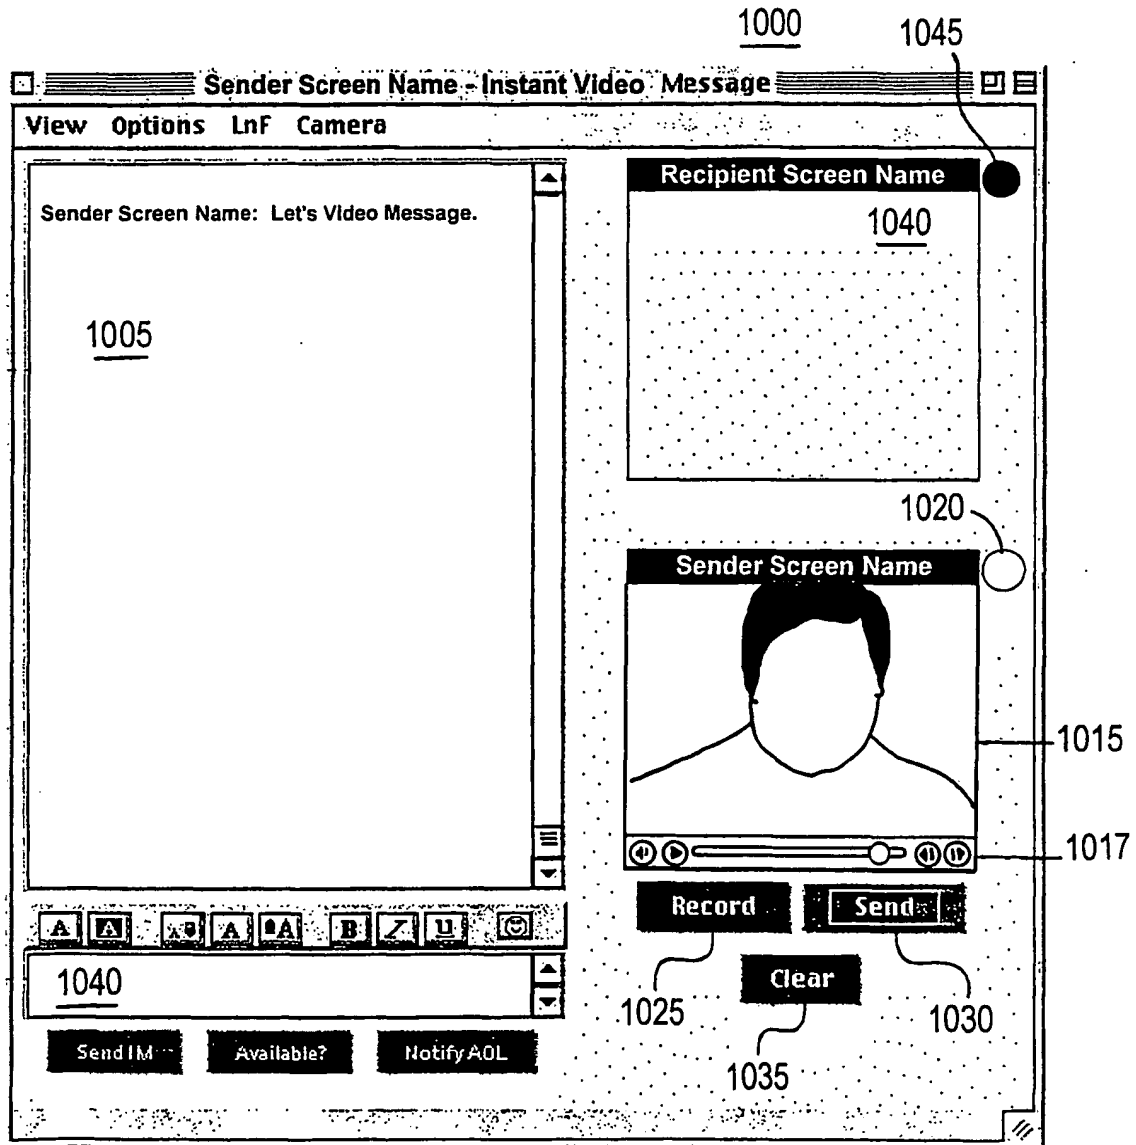 1000
1045
Sender Screen Name - Instant Video Message
View Options LnF Camera
Recipient Screen Name
1040
Sender Screen Name: Let's Video Message.
1005
1020
Sender Screen Name
1015
1017
Record Send
A A A A A B I U
1040
Clear
1025
1030
Send IM Available? Notify AOL
1035